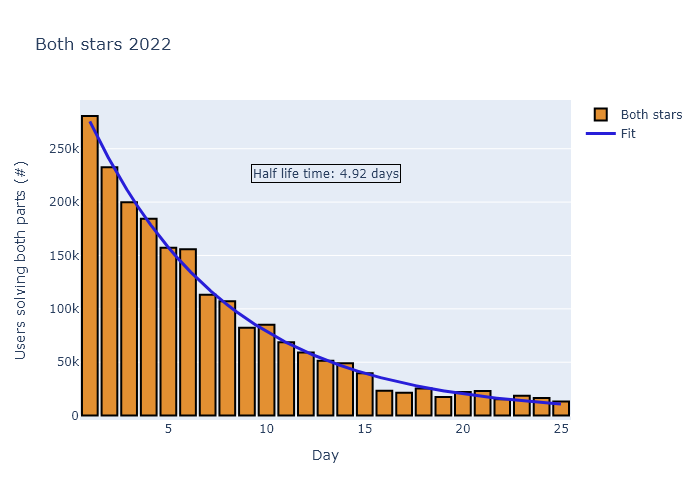 Both stars 2022
Both stars
Fit
Half life time: 4.92 days
Users solving both parts (#)
250k
200k
150k
100k
50k
0
5
10
15
20
25
Day